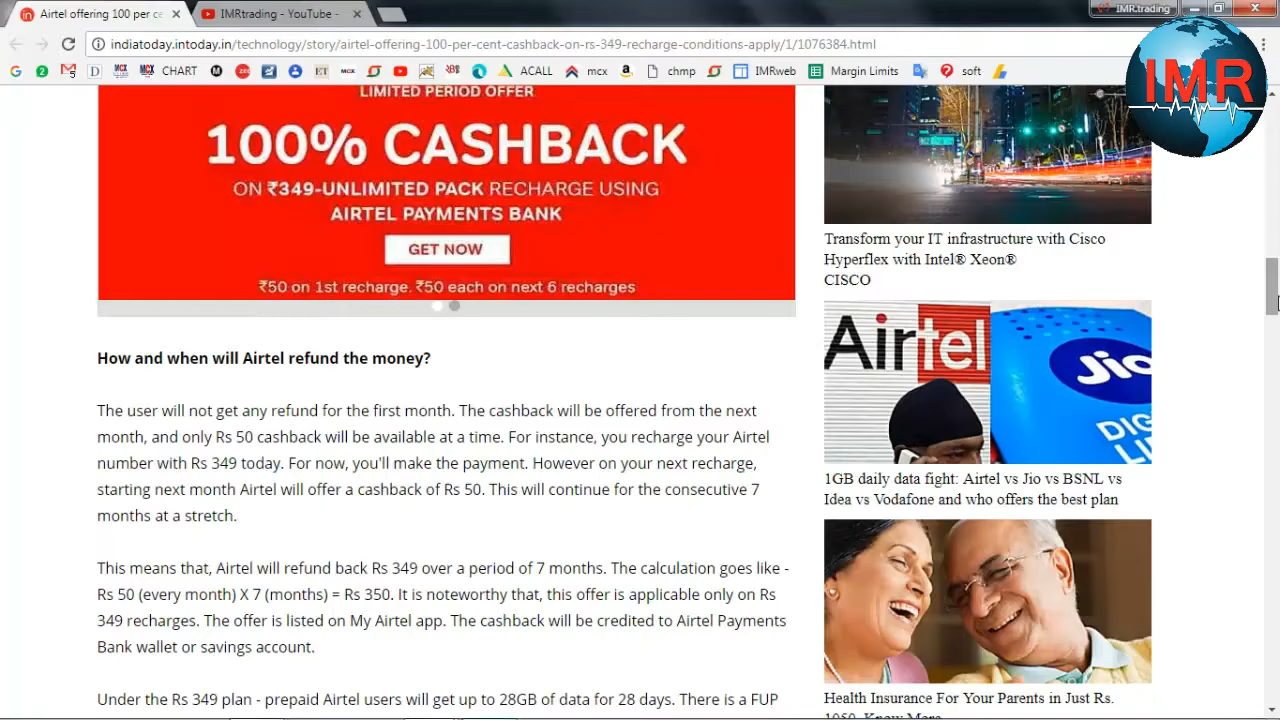 Airtel offering 100 per ce
IMRtrading - YouTube -
IMR.trading
indiatoday.intoday.in/technology/story/airtel-offering-100-per-cent-cashback-on-rs-349-recharge-conditions-apply/1/1076384.html
CHART
ACALL
mcx
chmp
IMRweb
Margin Limits
soft
IMR
LIMITED PERIOD OFFER
100% CASHBACK
ON ₹349-UNLIMITED PACK RECHARGE USING
AIRTEL PAYMENTS BANK
GET NOW
₹50 on 1st recharge. ₹50 each on next 6 recharges
How and when will Airtel refund the money?
The user will not get any refund for the first month. The cashback will be offered from the next
month, and only Rs 50 cashback will be available at a time. For instance, you recharge your Airtel
number with Rs 349 today. For now, you'll make the payment. However on your next recharge,
starting next month Airtel will offer a cashback of Rs 50. This will continue for the consecutive 7
months at a stretch.
This means that, Airtel will refund back Rs 349 over a period of 7 months. The calculation goes like -
Rs 50 (every month) X 7 (months) = Rs 350. It is noteworthy that, this offer is applicable only on Rs
349 recharges. The offer is listed on My Airtel app. The cashback will be credited to Airtel Payments
Bank wallet or savings account.
Under the Rs 349 plan - prepaid Airtel users will get up to 28GB of data for 28 days. There is a FUP
Transform your IT infrastructure with Cisco
Hyperflex with Intel® Xeon®
CISCO
Airtel
Jio
DIG
1GB daily data fight: Airtel vs Jio vs BSNL vs
Idea vs Vodafone and who offers the best plan
Health Insurance For Your Parents in Just Rs.